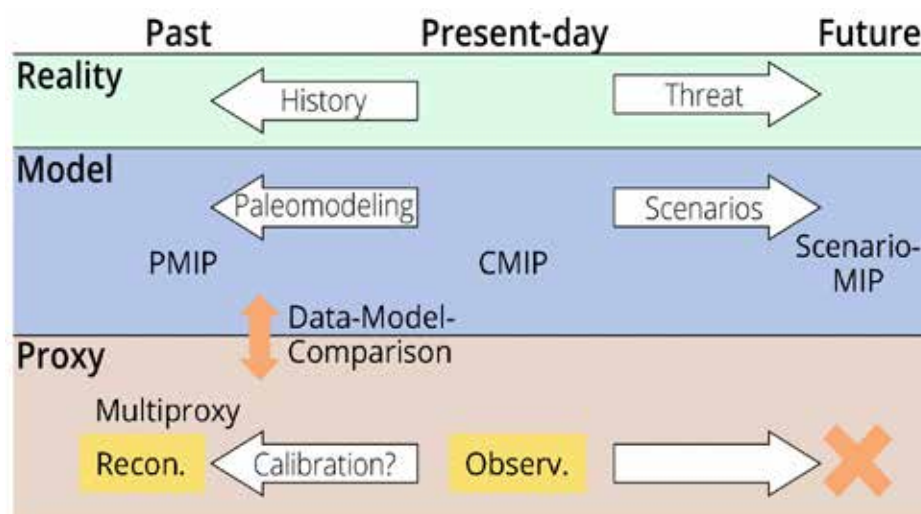 Past Present-day Future
Reality
History Threat
Model
Paleomodeling Scenarios
PMIP CMIP Scenario-
MIP
Data-Model-
Comparison
Proxy
Multiproxy
Recon. Calibration? Observ.